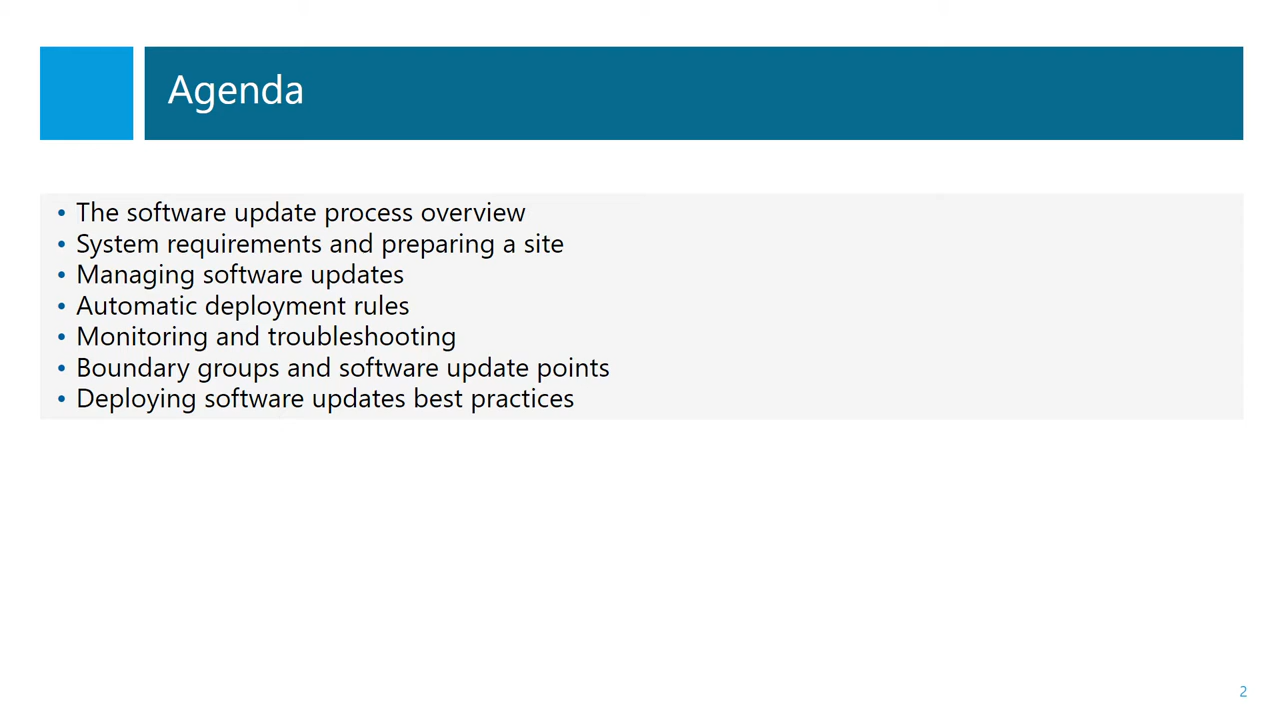 Agenda
• The software update process overview
• System requirements and preparing a site
• Managing software updates
• Automatic deployment rules
• Monitoring and troubleshooting
• Boundary groups and software update points
• Deploying software updates best practices
2